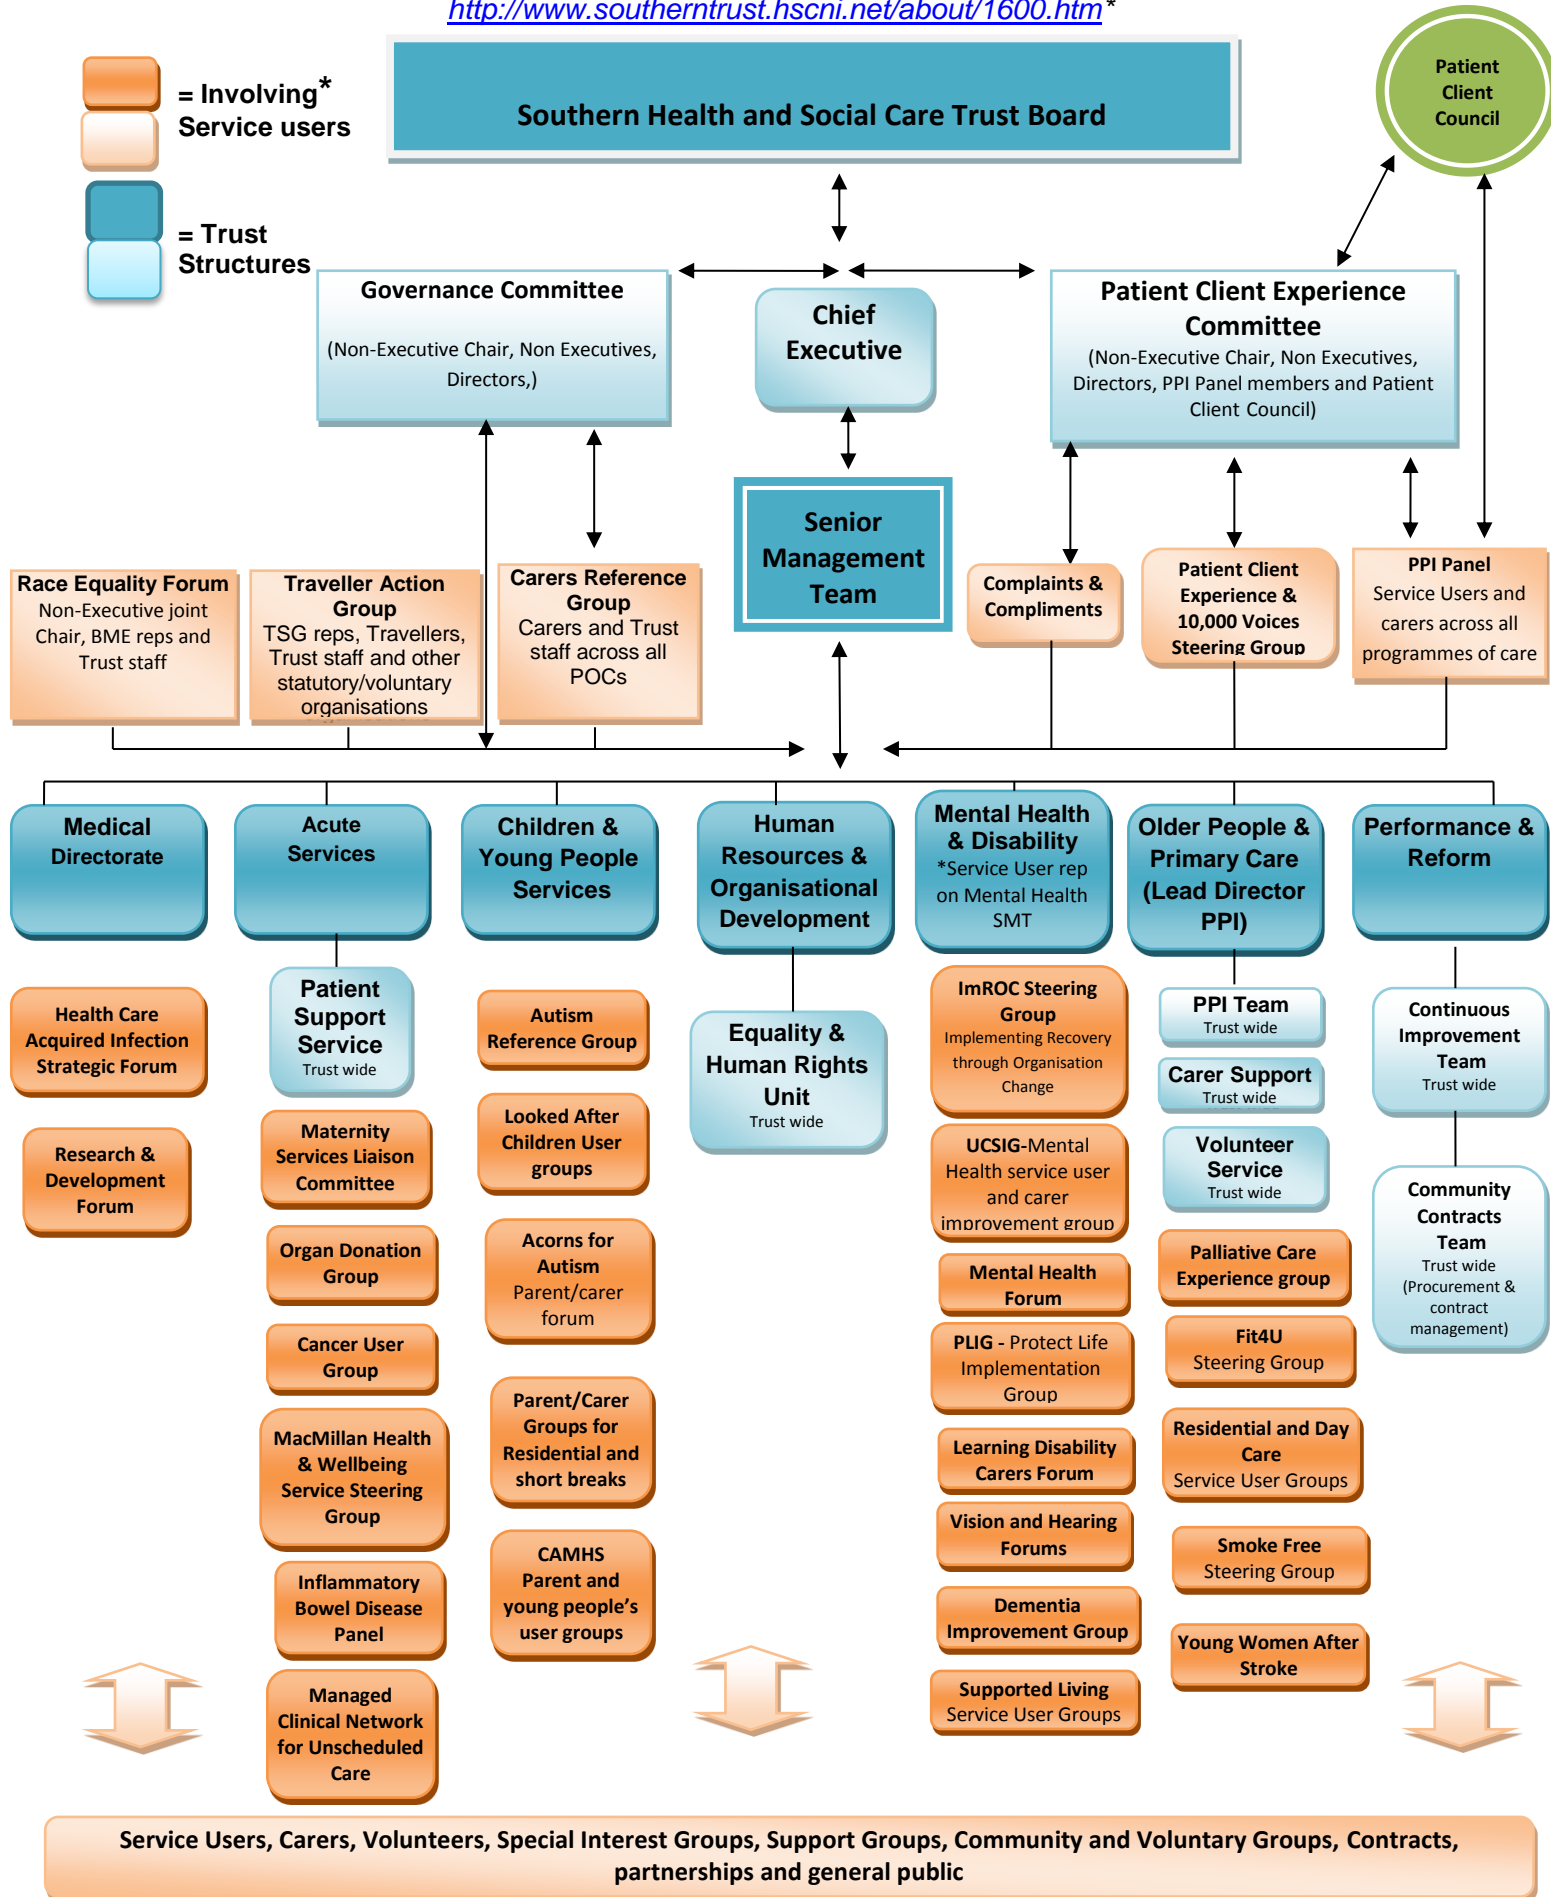 http://www.southerntrust.hscni.net/about/1600.htm*
Patient
Client
Council
= Involving*
Service users
Southern Health and Social Care Trust Board
= Trust
Structures
Governance Committee
(Non-Executive Chair, Non Executives,
Directors,)
Chief
Executive
Patient Client Experience
Committee
(Non-Executive Chair, Non Executives,
Directors, PPI Panel members and Patient
Client Council)
Senior
Management
Team
Race Equality Forum
Non-Executive joint
Chair, BME reps and
Trust staff
Traveller Action
Group
TSG reps, Travellers,
Trust staff and other
statutory/voluntary
organisations
Carers Reference
Group
Carers and Trust
staff across all
POCs
Complaints &
Compliments
Patient Client
Experience &
10,000 Voices
Steering Group
PPI Panel
Service Users and
carers across all
programmes of care
Medical
Directorate
Acute
Services
Children &
Young People
Services
Human
Resources &
Organisational
Development
Mental Health
& Disability
*Service User rep
on Mental Health
SMT
Older People &
Primary Care
(Lead Director
PPI)
Performance &
Reform
Health Care
Acquired Infection
Strategic Forum
Research &
Development
Forum
Patient
Support
Service
Trust wide
Maternity
Services Liaison
Committee
Organ Donation
Group
Cancer User
Group
MacMillan Health
& Wellbeing
Service Steering
Group
Inflammatory
Bowel Disease
Panel
Managed
Clinical Network
for Unscheduled
Care
Autism
Reference Group
Looked After
Children User
groups
Acorns for
Autism
Parent/carer
forum
Parent/Carer
Groups for
Residential and
short breaks
CAMHS
Parent and
young people's
user groups
Equality &
Human Rights
Unit
Trust wide
ImROC Steering
Group
Implementing Recovery
through Organisation
Change
UCSIG-Mental
Health service user
and carer
improvement group
Mental Health
Forum
PLIG - Protect Life
Implementation
Group
Learning Disability
Carers Forum
Vision and Hearing
Forums
Dementia
Improvement Group
Supported Living
Service User Groups
PPI Team
Trust wide
Carer Support
Trust wide
Volunteer
Service
Trust wide
Palliative Care
Experience group
Fit4U
Steering Group
Residential and Day
Care
Service User Groups
Smoke Free
Steering Group
Young Women After
Stroke
Continuous
Improvement
Team
Trust wide
Community
Contracts
Team
Trust wide
(Procurement &
contract
management)
Service Users, Carers, Volunteers, Special Interest Groups, Support Groups, Community and Voluntary Groups, Contracts,
partnerships and general public